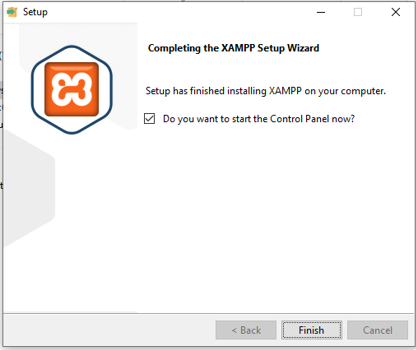 Setup
Completing the XAMPP Setup Wizard
Setup has finished installing XAMPP on your computer.
Do you want to start the Control Panel now?
< Back
Finish
Cancel